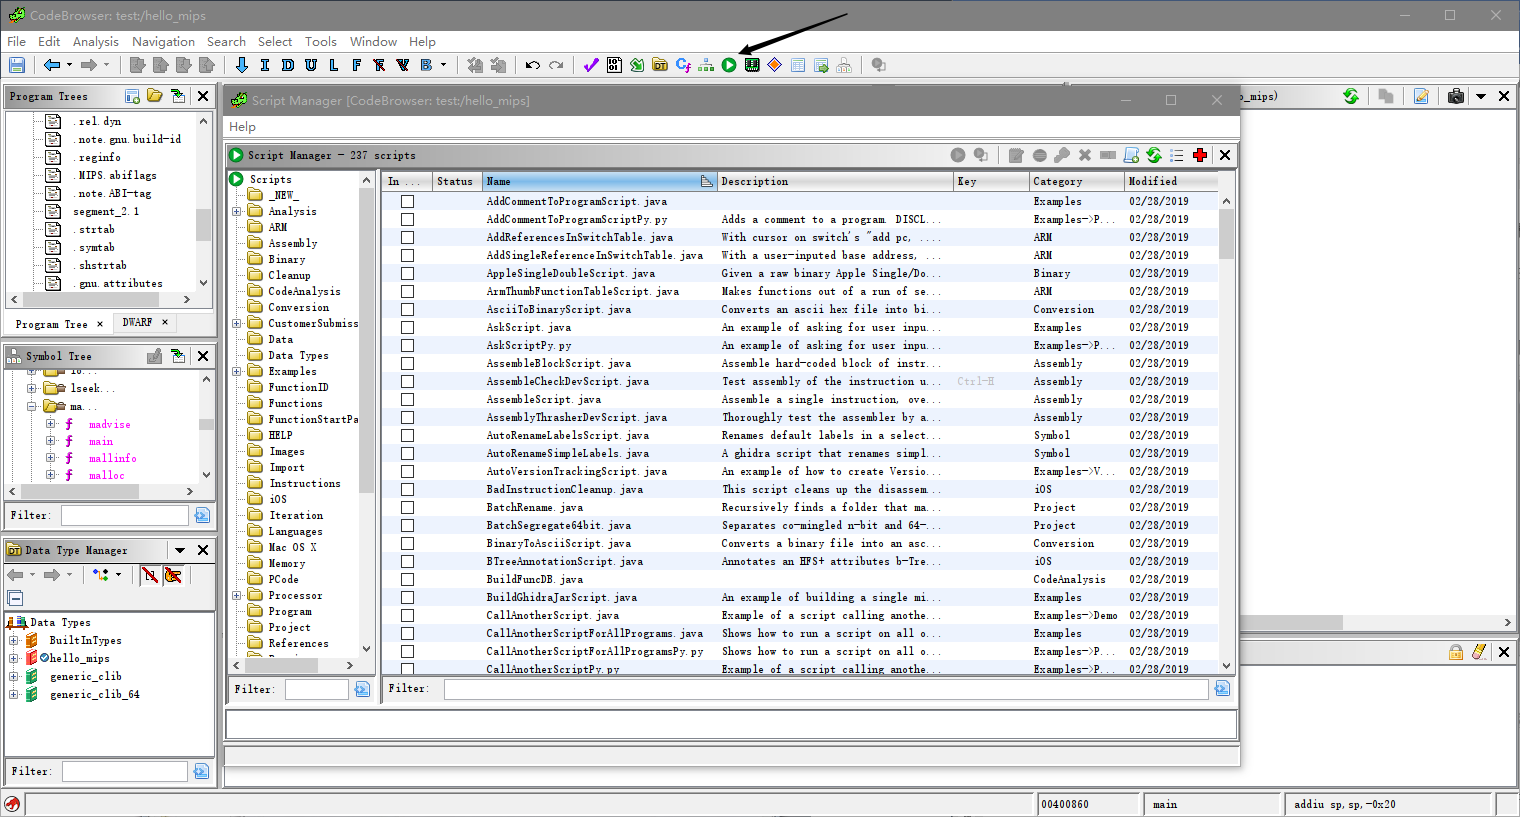 CodeBrowser: test:/hello_mips
File Edit Analysis Navigation Search Select Tools Window Help
I D U L F V B
Program Trees
.rel.dyn
.note.gnu.build-id
.reginfo
.MIPS.abiflags
.note.ABI-tag
segment_2.1
.strtab
.symtab
.shstrtab
.gnu.attributes
Program Tree × DWARF ×
Symbol Tree
lseek...
ma...
madvise
main
mallinfo
malloc
Filter:
Data Type Manager
Data Types
BuiltInTypes
hello_mips
generic_clib
generic_clib_64
Filter:
Script Manager [CodeBrowser: test:/hello_mips]
Help
Script Manager - 237 scripts
Scripts
_NEW_
Analysis
ARM
Assembly
Binary
Cleanup
CodeAnalysis
Conversion
CustomerSubmiss
Data
Data Types
Examples
FunctionID
Functions
FunctionStartPa
HELP
Images
Import
Instructions
iOS
Iteration
Languages
Mac OS X
Memory
PCode
Processor
Program
Project
References
Filter:
In ... Status Name Description Key Category Modified
AddCommentToProgramScript.java Examples 02/28/2019
AddCommentToProgramScriptPy.py Adds a comment to a program. DISCL... Examples->P... 02/28/2019
AddReferencesInSwitchTable.java With cursor on switch's "add pc, .... ARM 02/28/2019
AddSingleReferenceInSwitchTable.java With a user-inputed base address, ... ARM 02/28/2019
AppleSingleDoubleScript.java Given a raw binary Apple Single/Do... Binary 02/28/2019
ArmThumbFunctionTableScript.java Makes functions out of a run of se... ARM 02/28/2019
AsciiToBinaryScript.java Converts an ascii hex file into bi... Conversion 02/28/2019
AskScript.java An example of asking for user inpu... Examples 02/28/2019
AskScriptPy.py An example of asking for user inpu... Examples->P... 02/28/2019
AssembleBlockScript.java Assemble hard-coded block of instr... Assembly 02/28/2019
AssembleCheckDevScript.java Test assembly of the instruction u... Ctrl-H Assembly 02/28/2019
AssembleScript.java Assemble a single instruction, ove... Assembly 02/28/2019
AssemblyThrasherDevScript.java Thoroughly test the assembler by a... Assembly 02/28/2019
AutoRenameLabelsScript.java Renames default labels in a select... Symbol 02/28/2019
AutoRenameSimpleLabels.java A ghidra script that renames simpl... Symbol 02/28/2019
AutoVersionTrackingScript.java An example of how to create Versio... Examples->V... 02/28/2019
BadInstructionCleanup.java This script cleans up the disassem... iOS 02/28/2019
BatchRename.java Recursively finds a folder that ma... Project 02/28/2019
BatchSegregate64bit.java Separates co-mingled n-bit and 64-... Project 02/28/2019
BinaryToAsciiScript.java Converts a binary file into an asc... Conversion 02/28/2019
BTreeAnnotationScript.java Annotates an HFS+ attributes b-Tre... iOS 02/28/2019
BuildFuncDB.java CodeAnalysis 02/28/2019
BuildGhidraJarScript.java An example of building a single mi... Examples 02/28/2019
CallAnotherScript.java Example of a script calling anothe... Examples->Demo 02/28/2019
CallAnotherScriptForAllPrograms.java Shows how to run a script on all o... Examples 02/28/2019
CallAnotherScriptForAllProgramsPy.py Shows how to run a script on all o... Examples->P... 02/28/2019
CallAnotherScriptPy.py Example of a script calling anothe... Examples->P... 02/28/2019
Filter:
o_mips)
00400860 main addiu sp,sp,-0x20